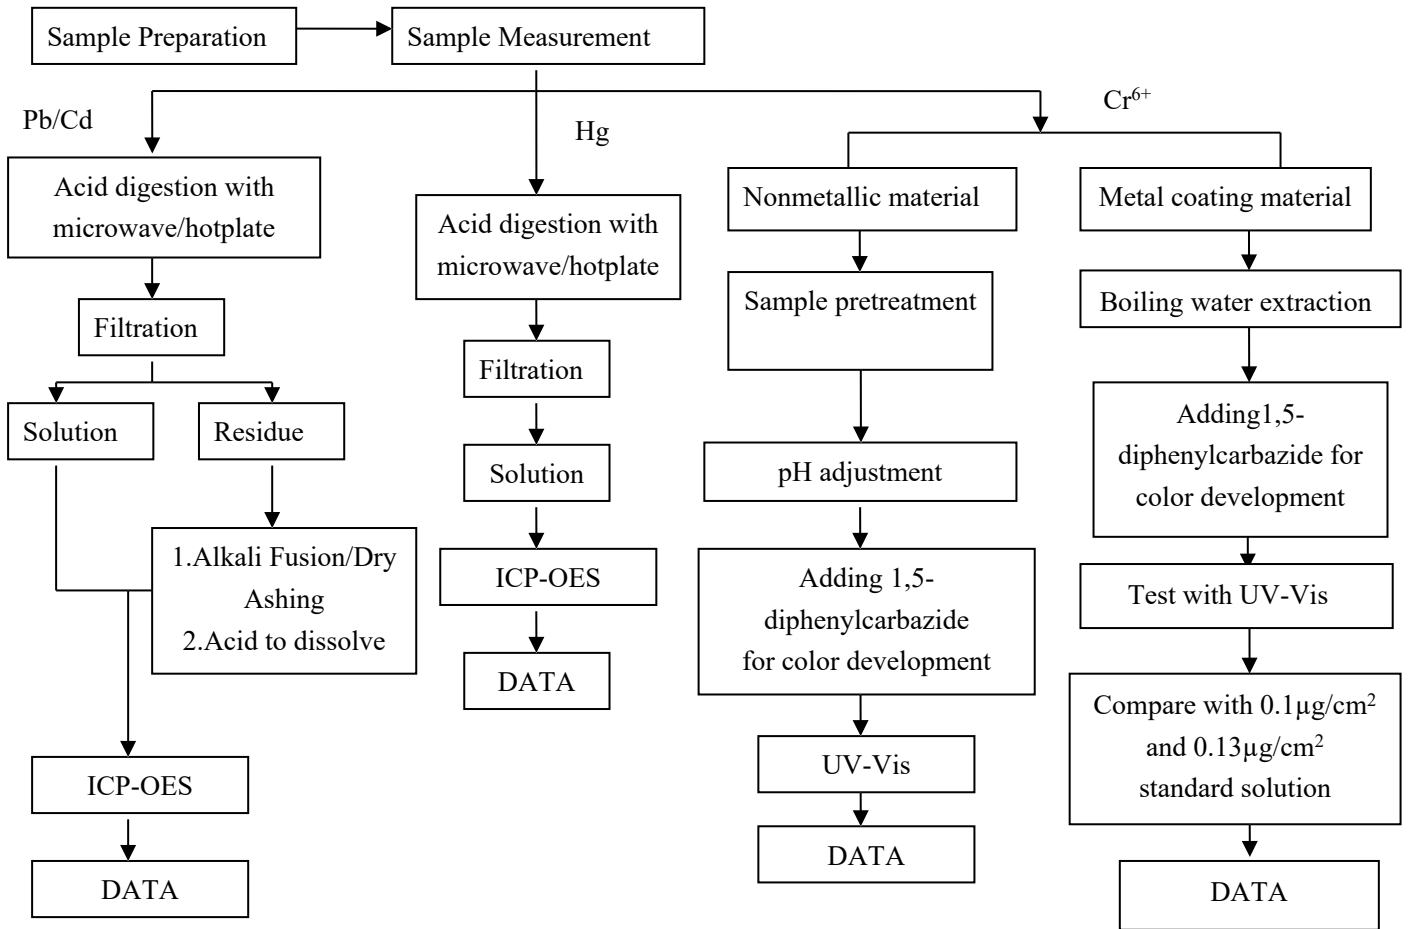 Sample Preparation
Sample Measurement
Pb/Cd
Hg
Cr⁶⁺
Acid digestion with
microwave/hotplate
Filtration
Solution
Residue
1.Alkali Fusion/Dry
Ashing
2.Acid to dissolve
ICP-OES
DATA
Acid digestion with
microwave/hotplate
Filtration
Solution
ICP-OES
DATA
Nonmetallic material
Sample pretreatment
pH adjustment
Adding 1,5-
diphenylcarbazide
for color development
UV-Vis
DATA
Metal coating material
Boiling water extraction
Adding1,5-
diphenylcarbazide for
color development
Test with UV-Vis
Compare with 0.1µg/cm²
and 0.13µg/cm²
standard solution
DATA